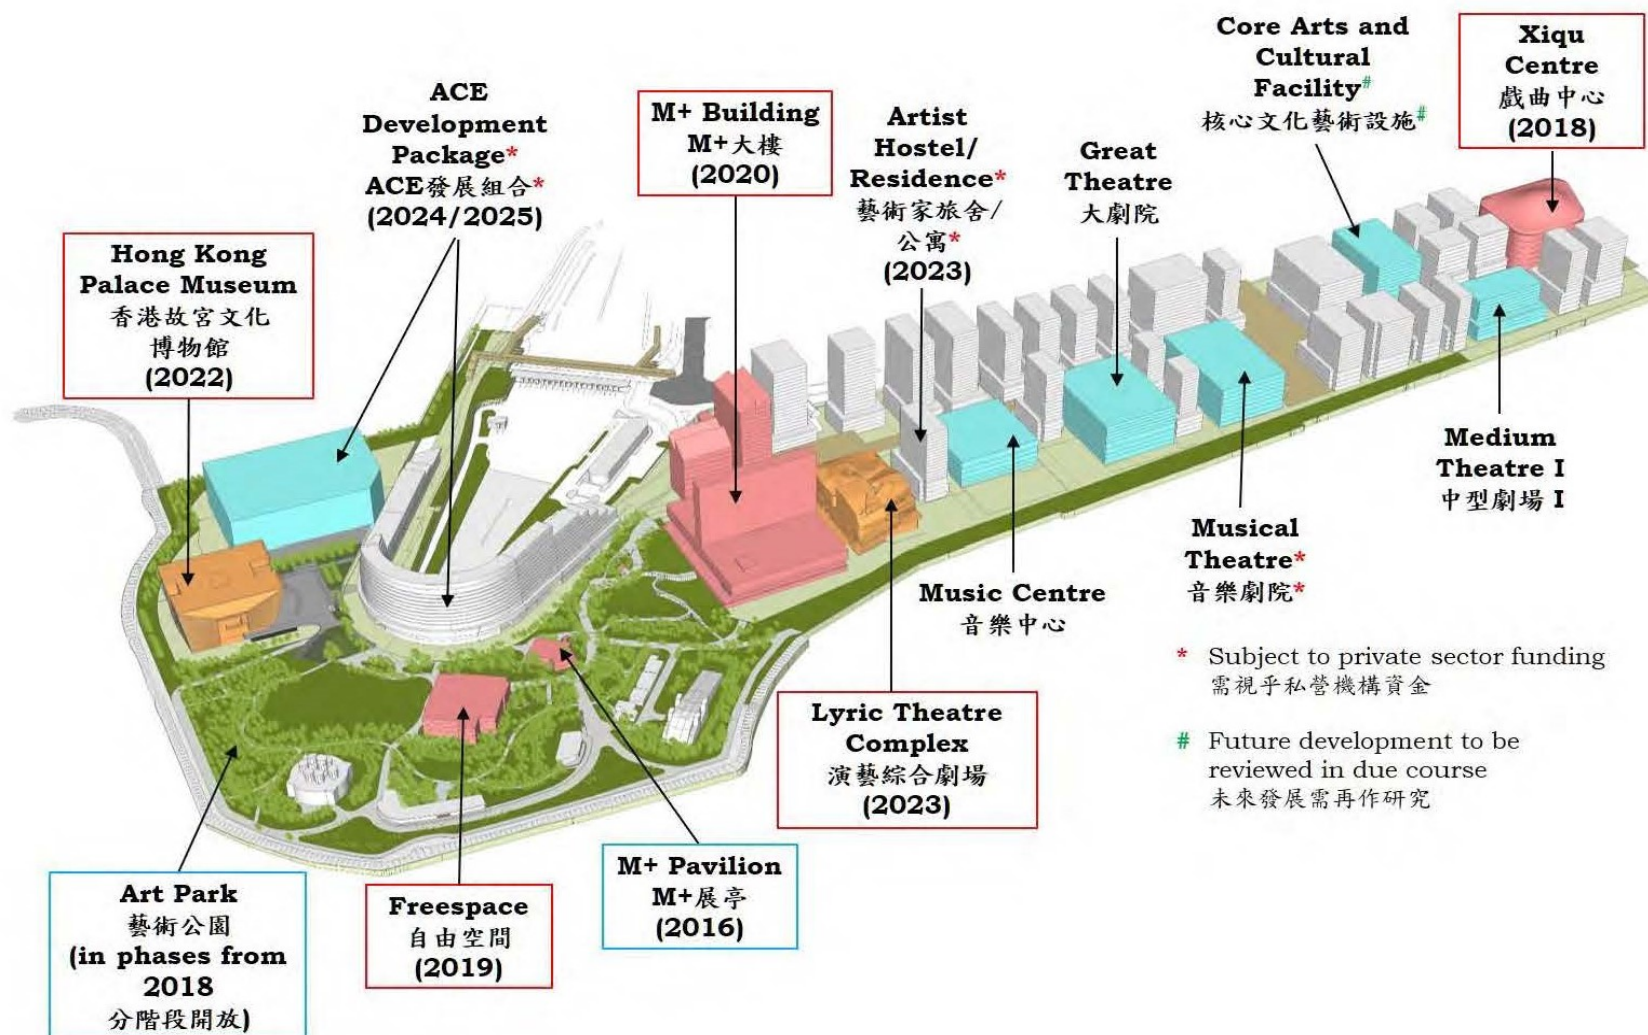 Core Arts and
Cultural
Facility#
核心文化藝術設施#
Xiqu
Centre
戲曲中心
(2018)
ACE
Development
Package*
ACE發展組合*
(2024/2025)
M+ Building
M+大樓
(2020)
Artist
Hostel/
Residence*
藝術家旅舍/
公寓*
(2023)
Great
Theatre
大劇院
Hong Kong
Palace Museum
香港故宮文化
博物館
(2022)
Medium
Theatre I
中型劇場 I
Musical
Theatre*
音樂劇院*
Music Centre
音樂中心
* Subject to private sector funding
需視乎私營機構資金
# Future development to be
reviewed in due course
未來發展需再作研究
Lyric Theatre
Complex
演藝綜合劇場
(2023)
M+ Pavilion
M+展亭
(2016)
Freespace
自由空間
(2019)
Art Park
藝術公園
(in phases from
2018
分階段開放)